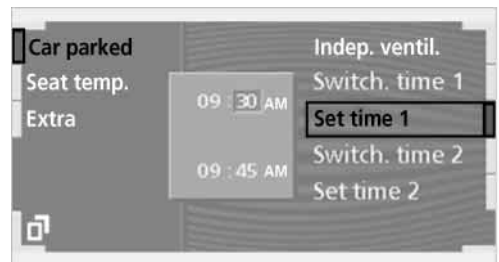 Car parked
Seat temp.
Extra
09 : 30 AM
09 : 45 AM
Indep. ventil.
Switch. time 1
Set time 1
Switch. time 2
Set time 2